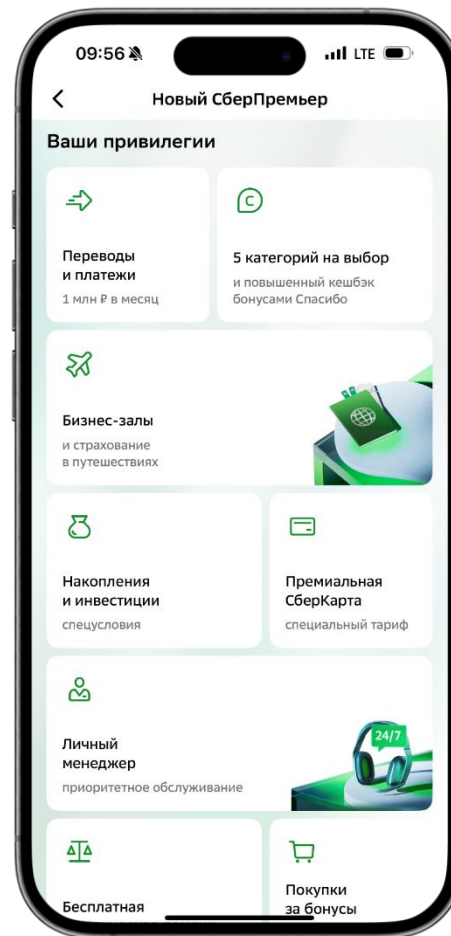 09:56 LTE
Новый СберПремьер
Ваши привилегии
Переводы
и платежи
1 млн ₽ в месяц
5 категорий на выбор
и повышенный кешбэк
бонусами Спасибо
Бизнес-залы
и страхование
в путешествиях
Накопления
и инвестиции
спецусловия
Премиальная
СберКарта
специальный тариф
Личный
менеджер
приоритетное обслуживание
24/7
Бесплатная
Покупки
за бонусы